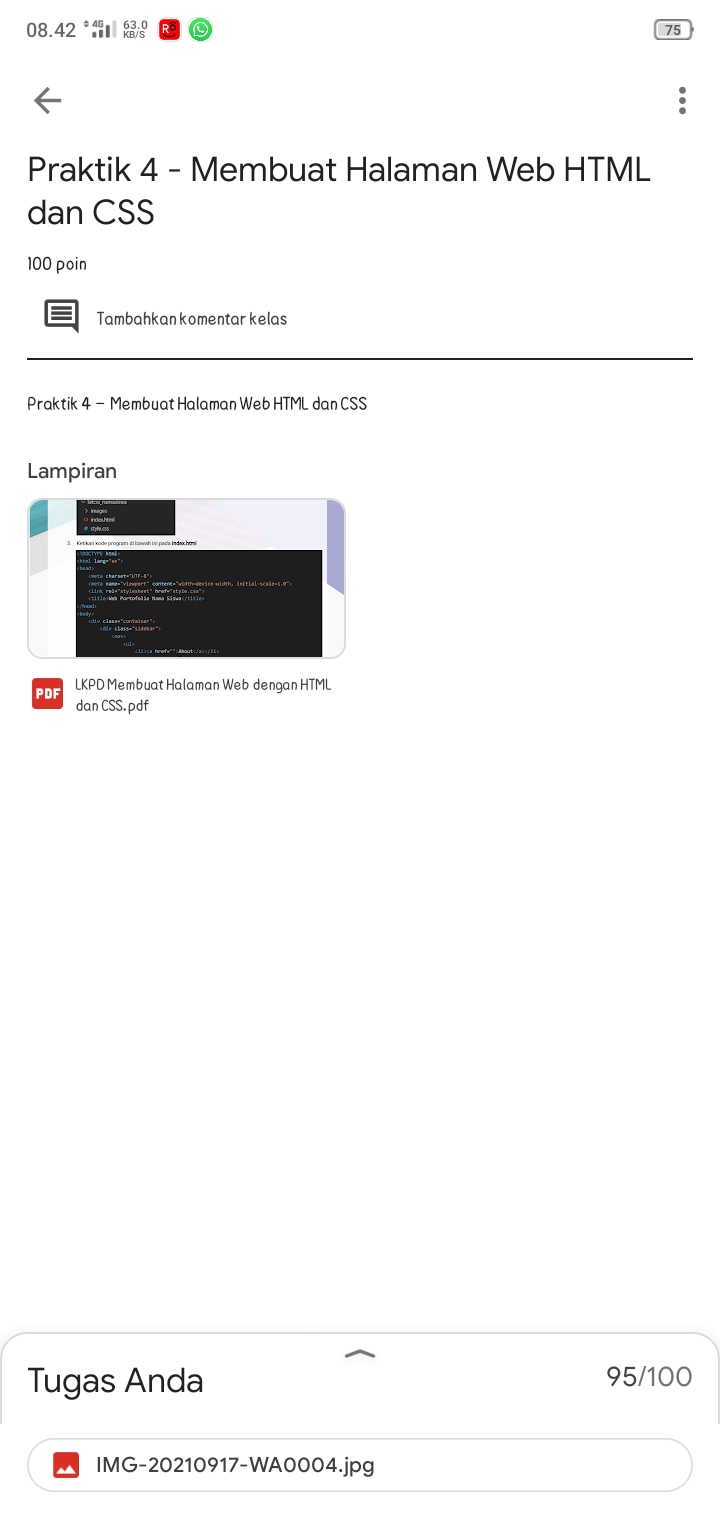 08.42 4G 63.0 KB/S R 75
Praktik 4 - Membuat Halaman Web HTML
dan CSS
100 poin
Tambahkan komentar kelas
Praktik 4 – Membuat Halaman Web HTML dan CSS
Lampiran
images
index.html
style.css
3. Ketikan kode program di bawah ini pada index.html
<!DOCTYPE html>
<html lang="en">
<head>
<meta charset="UTF-8">
<meta name="viewport" content="width=device-width, initial-scale=1.0">
<link rel="stylesheet" href="style.css">
<title>Web Portofolio Nama Siswa</title>
</head>
<body>
<div class="container">
<div class="sidebar">
<nav>
<ul>
<li><a href="">About</a></li>
PDF LKPD Membuat Halaman Web dengan HTML
dan CSS.pdf
Tugas Anda 95/100
IMG-20210917-WA0004.jpg